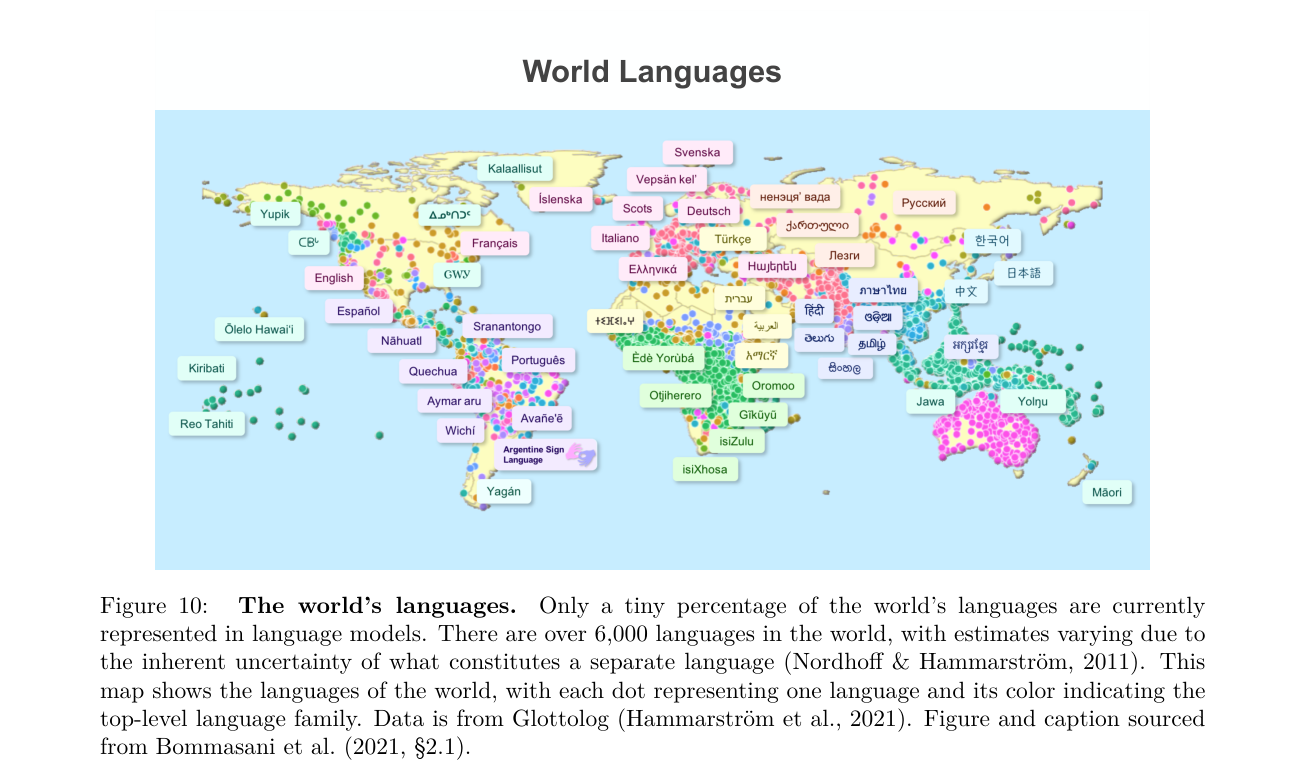 World Languages
Svenska
Kalaallisut
Vepsän kel’
ненэця’ вада
Íslenska
Scots
Deutsch
Русский
Yupik
ᐃᓄᒃᑎᑐᑦ
ქართული
Italiano
Türkçe
한국어
ᑕᗸᒡ
Français
Лезги
Ελληνικά
Հայերեն
日本語
English
ᏣᎳᎩ
ภาษาไทย
中文
עברית
Español
हिंदी
ଓଡ଼ିଆ
ⵜⴰⵎⴰⵣⵉⵖⵜ
العربية
Ōlelo Hawaiʻi
Sranantongo
Nāhuatl
తెలుగు
தமிழ்
អក្សរខ្មែរ
Èdè Yorùbá
አማርኛ
Português
Kiribati
Quechua
සිංහල
Oromoo
Otjiherero
Aymar aru
Jawa
Yolŋu
Gĩkũyũ
Avañe'ẽ
Reo Tahiti
Wichí
isiZulu
Argentine Sign
Language
isiXhosa
Yagán
Māori
Figure 10: The world’s languages. Only a tiny percentage of the world’s languages are currently
represented in language models. There are over 6,000 languages in the world, with estimates varying due to
the inherent uncertainty of what constitutes a separate language (Nordhoff & Hammarström, 2011). This
map shows the languages of the world, with each dot representing one language and its color indicating the
top-level language family. Data is from Glottolog (Hammarström et al., 2021). Figure and caption sourced
from Bommasani et al. (2021, §2.1).